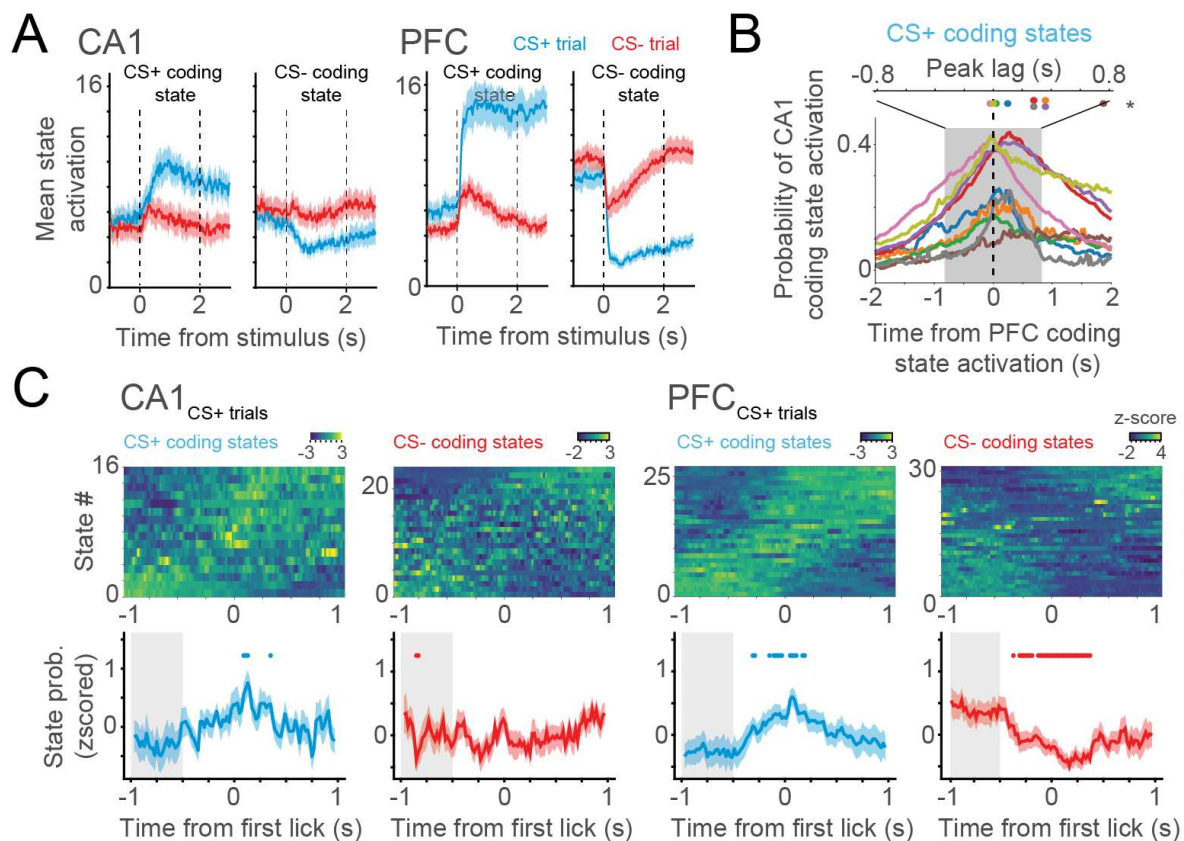 A
CA1
PFC
CS+ trial
CS- trial
CS+ coding state
CS- coding state
CS+ coding state
CS- coding state
Mean state activation
16
0
0 2
0 2
16
0
0 2
0 2
Time from stimulus (s)
Time from stimulus (s)
B
CS+ coding states
-0.8 Peak lag (s) 0.8
*
Probability of CA1 coding state activation
0.4
0
-2 -1 0 1 2
Time from PFC coding state activation (s)
C
CA1 CS+ trials
PFC CS+ trials
z-score
CS+ coding states
-3 3
CS- coding states
-2 3
CS+ coding states
-3 3
CS- coding states
-2 4
State #
16
0
20
0
25
0
30
0
-1 0 1
-1 0 1
-1 0 1
-1 0 1
State prob. (zscored)
1
0
1
0
1
0
1
0
-1 0 1
-1 0 1
-1 0 1
-1 0 1
Time from first lick (s)
Time from first lick (s)
Time from first lick (s)
Time from first lick (s)